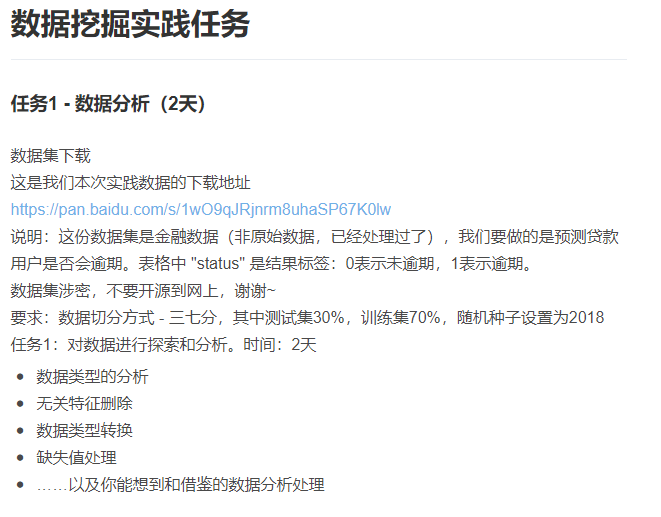 数据挖掘实践任务
任务1 - 数据分析（2天）
数据集下载
这是我们本次实践数据的下载地址
https://pan.baidu.com/s/1wO9qJRjnrm8uhaSP67K0lw
说明：这份数据集是金融数据（非原始数据，已经处理过了），我们要做的是预测贷款
用户是否会逾期。表格中 "status" 是结果标签：0表示未逾期，1表示逾期。
数据集涉密，不要开源到网上，谢谢~
要求：数据切分方式 - 三七分，其中测试集30%，训练集70%，随机种子设置为2018
任务1：对数据进行探索和分析。时间：2天
• 数据类型的分析
• 无关特征删除
• 数据类型转换
• 缺失值处理
• ……以及你能想到和借鉴的数据分析处理